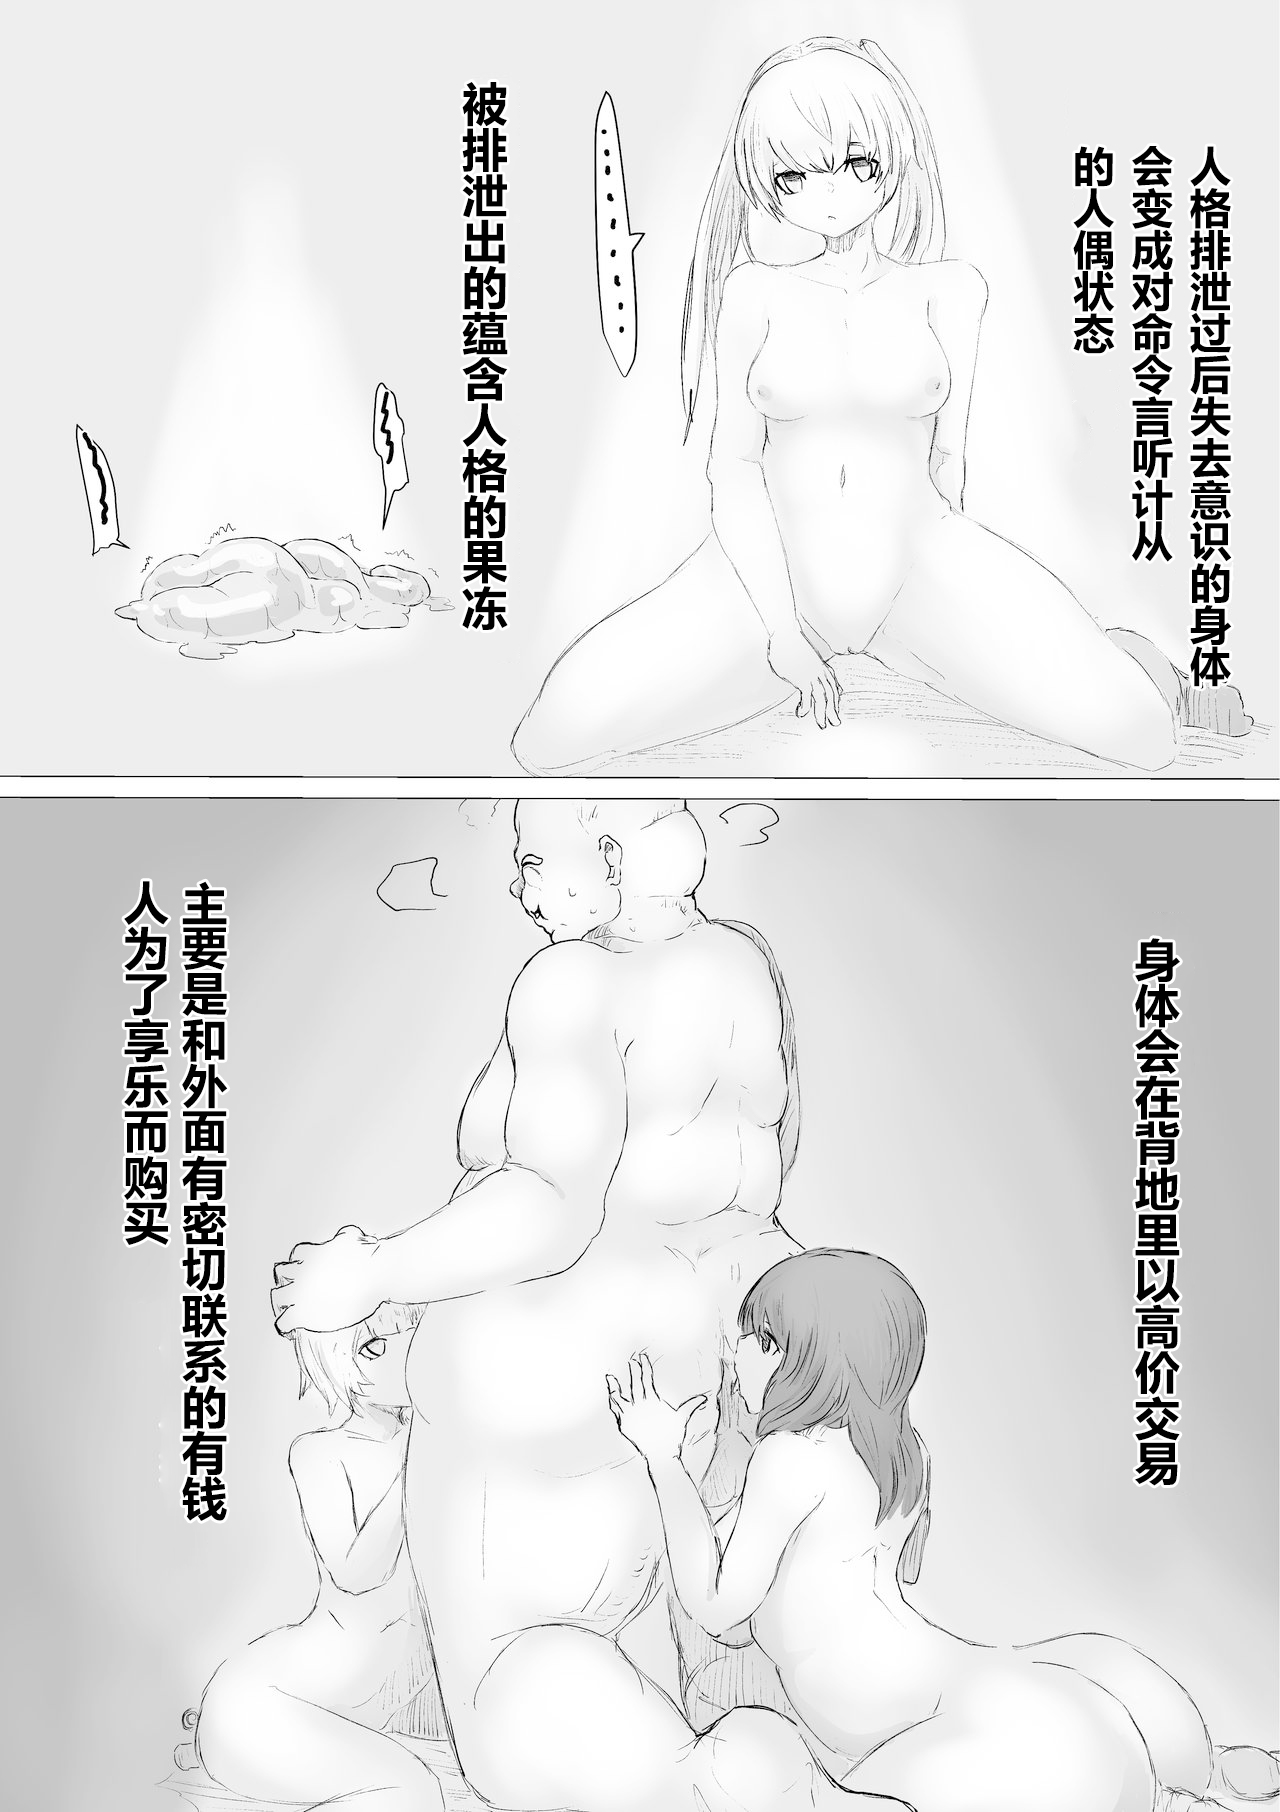 人格排泄过后失去意识的身体
会变成对命令言听计从
的人偶状态
被排泄出的蕴含人格的果冻
身体会在背地里以高价交易
主要是和外面有密切联系的有钱
人为了享乐而购买